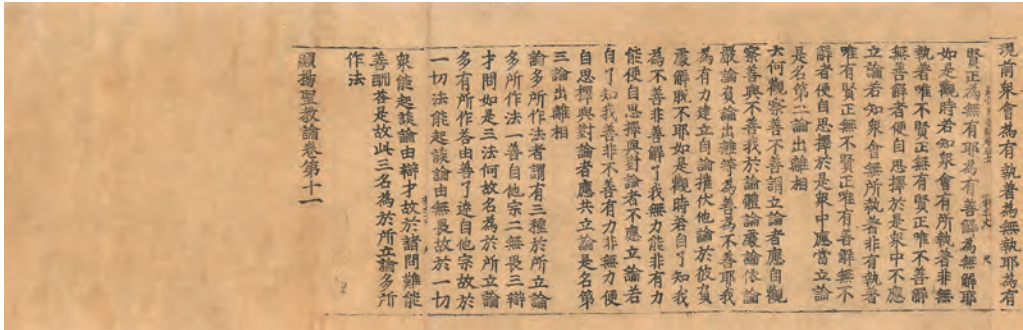 現前衆會為有執著為無執耶為有
賢正為無有耶為有善解為無解耶
如是觀時若知衆會有所執著非無
執著唯不賢正無有賢正唯不善解
無善解者便自思擇於是衆中不應
立論若知衆會無所執著非有執著
唯有賢正無不賢正唯有善解無不
解者便自思擇於是衆中應當立論
是名第二論出離相
云何觀察善不善謂立論者應自觀
察善與不善我於論體論處論依論
嚴論負論出離等為善為不善耶我
為有力建立自論摧伏他論於彼負
處解脫不耶如是觀時若自了知我
為不善非善解了我無力能非有力
能便自思擇與對論者不應立論若
自了知我善非不善有力非無力便
自思擇與對論者應共立論是名第
三論出離相
論多所作法者謂有三種於所立論
多所作法一善自他宗二無畏三辯
才問如是三法何故名為於所立論
多有所作荅由善了達自他宗故於
一切法能起談論由無畏故於一切
衆能起談論由辯才故於諸問難能
善酬荅是故此三名為於所立論多所
作法
顯揚聖教論卷第十一